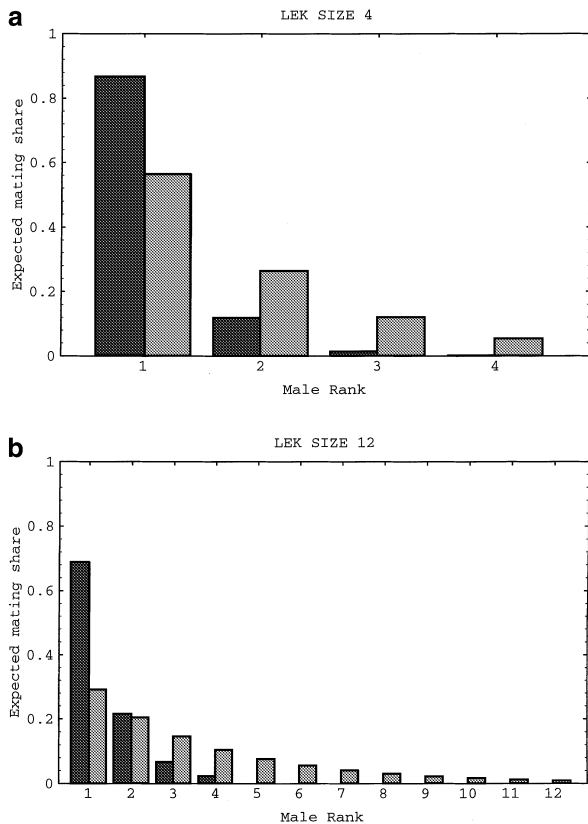 a
LEK SIZE 4
Expected mating share
1
0.8
0.6
0.4
0.2
0
1 2 3 4
Male Rank
b
LEK SIZE 12
Expected mating share
1
0.8
0.6
0.4
0.2
0
1 2 3 4 5 6 7 8 9 10 11 12
Male Rank